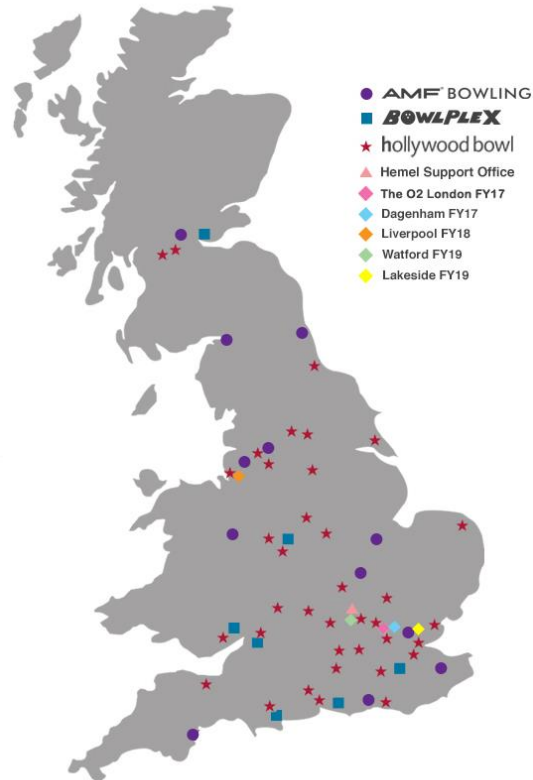 AMF BOWLING
BOWLPLEX
hollywood bowl
Hemel Support Office
The O2 London FY17
Dagenham FY17
Liverpool FY18
Watford FY19
Lakeside FY19